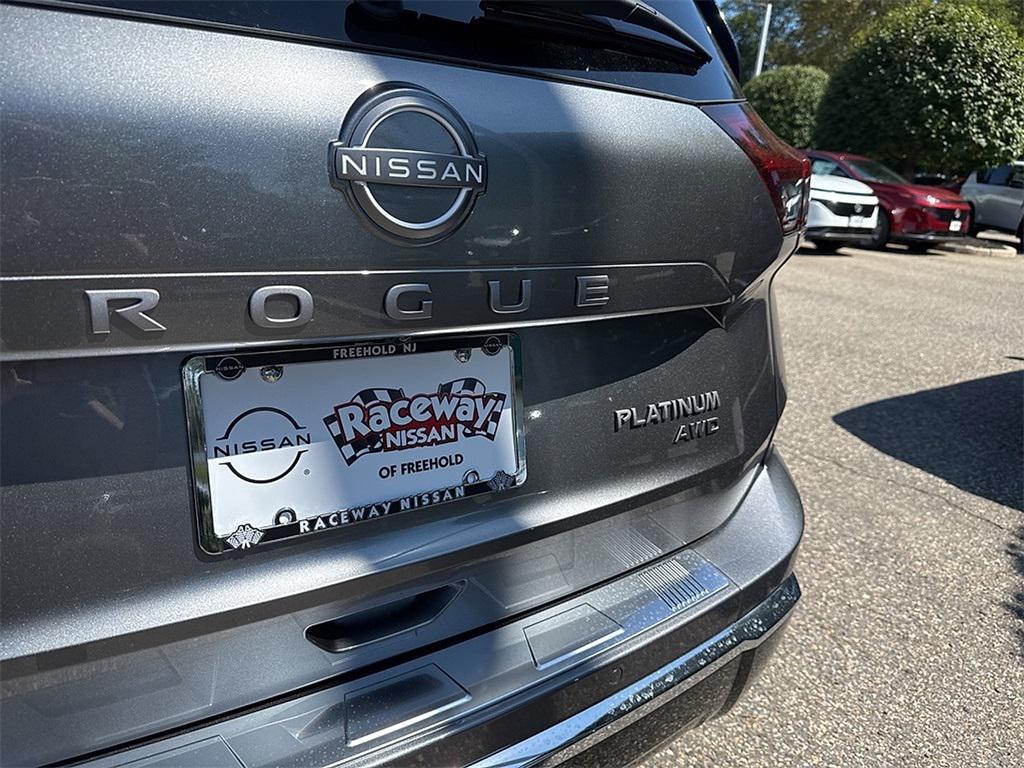 NISSAN
ROGUE
FREEHOLD NJ
NISSAN
Raceway
NISSAN
OF FREEHOLD
RACEWAY NISSAN
PLATINUM
AWD